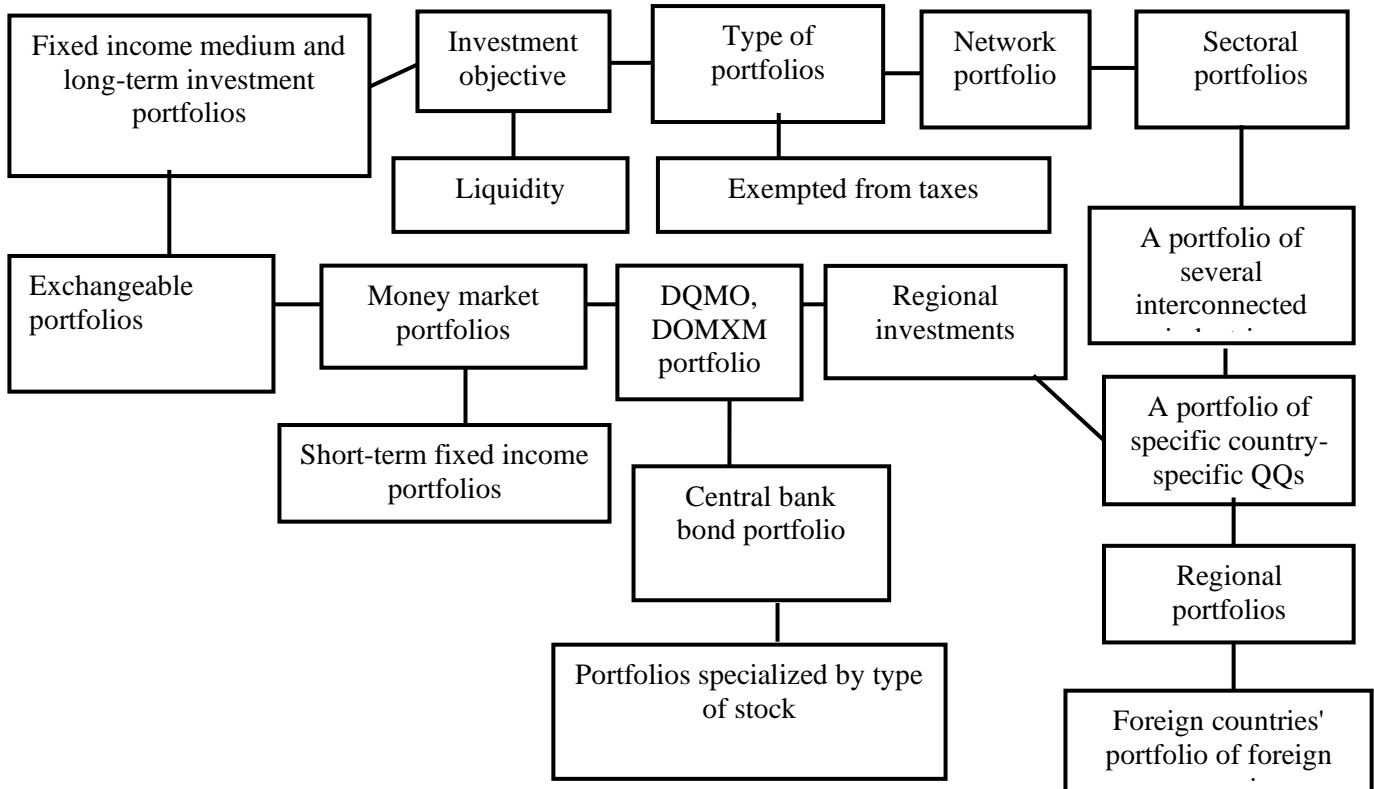 Fixed income medium and
long-term investment
portfolios
Investment
objective
Type of
portfolios
Network
portfolio
Sectoral
portfolios
Liquidity
Exempted from taxes
A portfolio of
several
interconnected
Exchangeable
portfolios
Money market
portfolios
DQMO,
DOMXM
portfolio
Regional
investments
A portfolio of
specific country-
specific QQs
Short-term fixed income
portfolios
Central bank
bond portfolio
Regional
portfolios
Portfolios specialized by type
of stock
Foreign countries'
portfolio of foreign